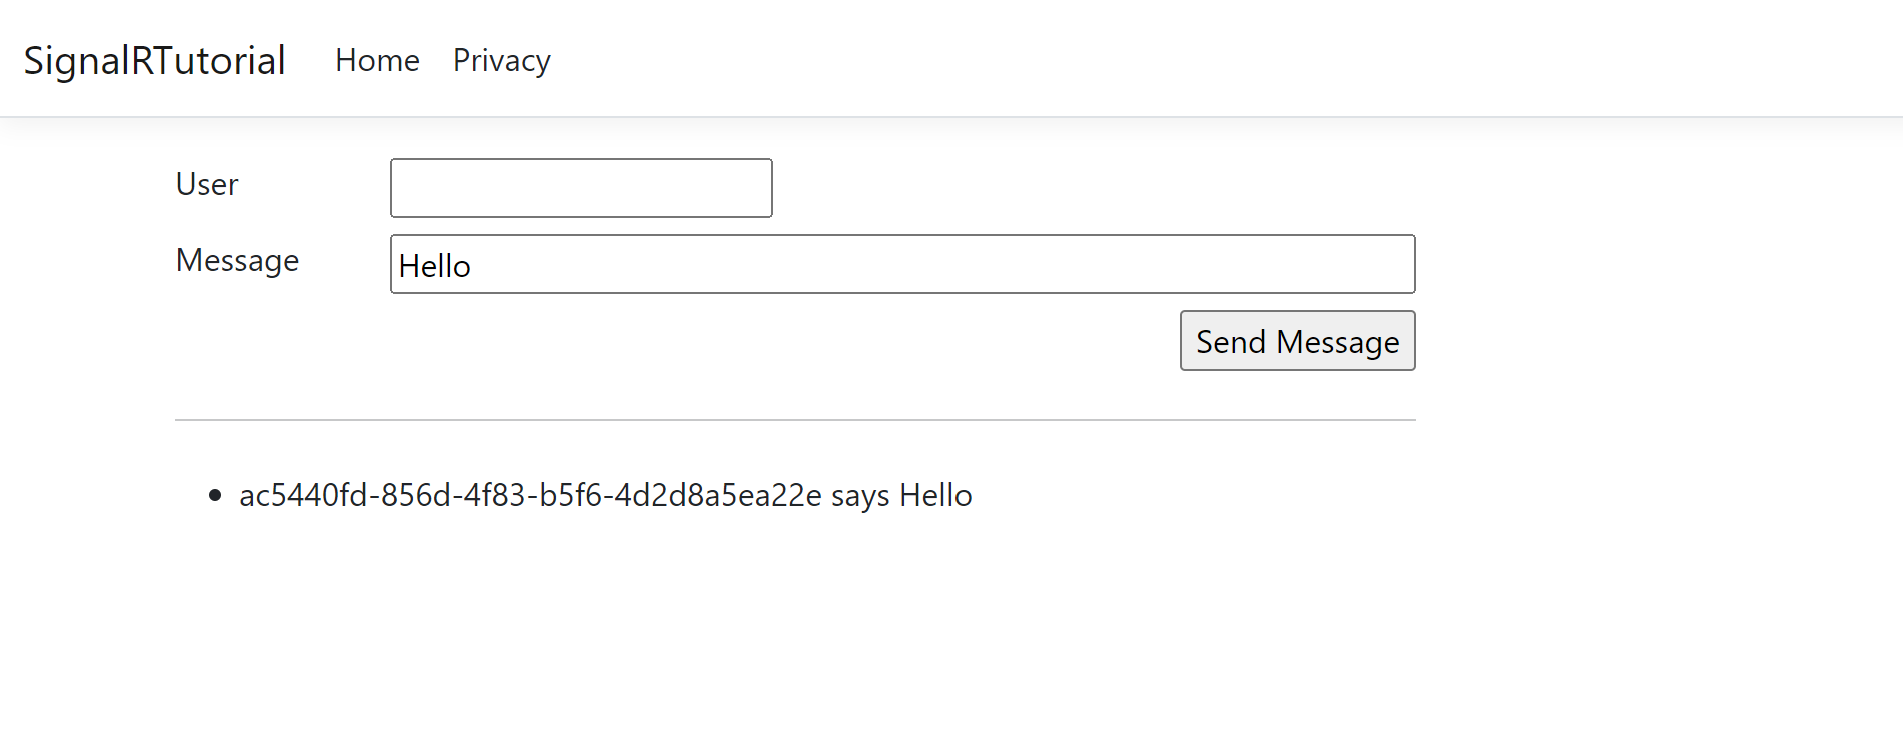 SignalRTutorial Home Privacy
User
Message Hello
Send Message
ac5440fd-856d-4f83-b5f6-4d2d8a5ea22e says Hello